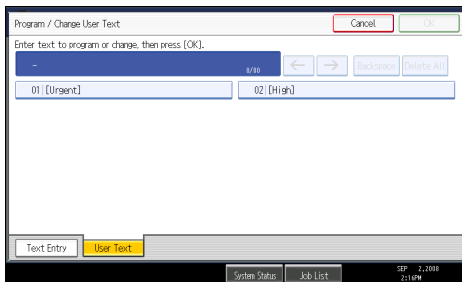 Program / Change User Text
Cancel
OK
Enter text to program or change, then press [OK].
0/80
←
→
Backspace
Delete All
01 [Urgent]
02 [High]
Text Entry
User Text
System Status
Job List
SEP 2,2008
2:16PM